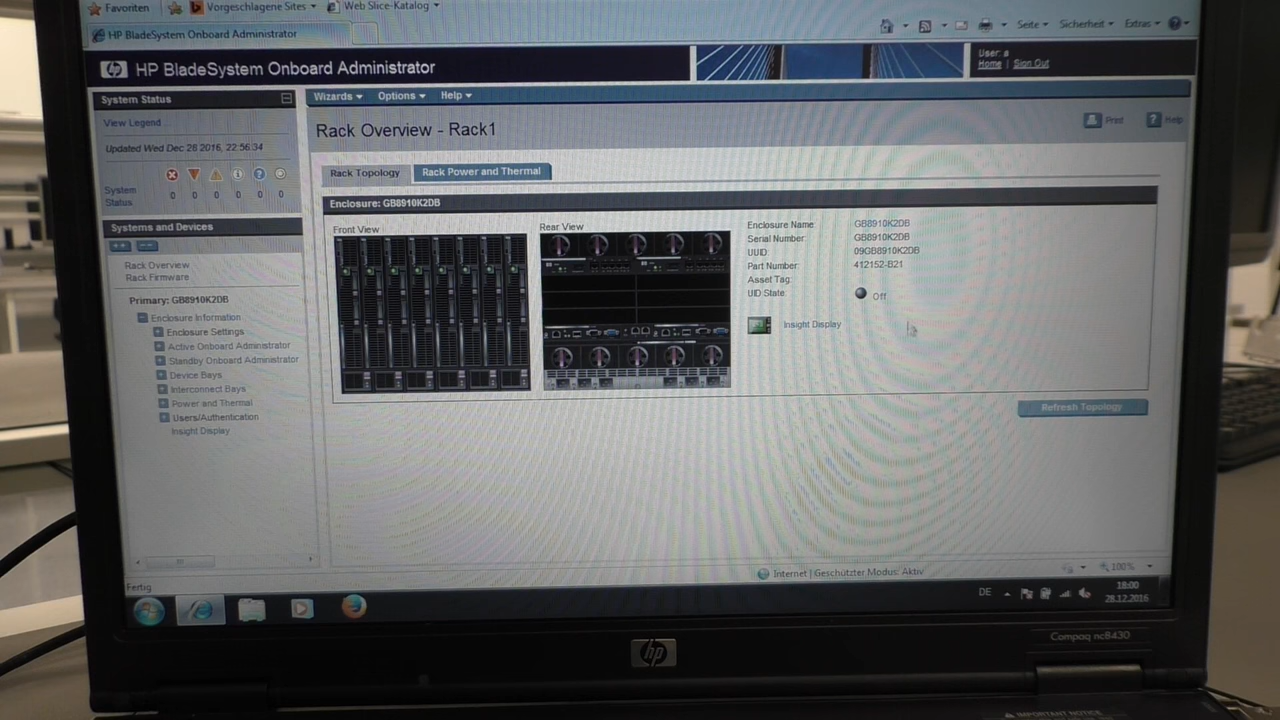 Favoriten
Vorgeschlagene Sites
Web Slice-Katalog
HP BladeSystem Onboard Administrator
Seite
Sicherheit
Extras
HP BladeSystem Onboard Administrator
User: a
Home | Sign Out
System Status
View Legend
Updated Wed Dec 28 2016, 22:56:34
System Status
0 0 0 0 0 0
Systems and Devices
Rack Overview
Rack Firmware
Primary: GB8910K2DB
Enclosure Information
Enclosure Settings
Active Onboard Administrator
Standby Onboard Administrator
Device Bays
Interconnect Bays
Power and Thermal
Users/Authentication
Insight Display
Wizards
Options
Help
Rack Overview - Rack1
Print
Help
Rack Topology
Rack Power and Thermal
Enclosure: GB8910K2DB
Front View
Rear View
Enclosure Name: GB8910K2DB
Serial Number: GB8910K2DB
UUID: 09GB8910K2DB
Part Number: 412152-B21
Asset Tag:
UID State: Off
Insight Display
Refresh Topology
Fertig
Internet | Geschützter Modus: Aktiv
100%
DE
18:00
28.12.2016
hp
Compaq nc8430
IMPORTANT NOTICE